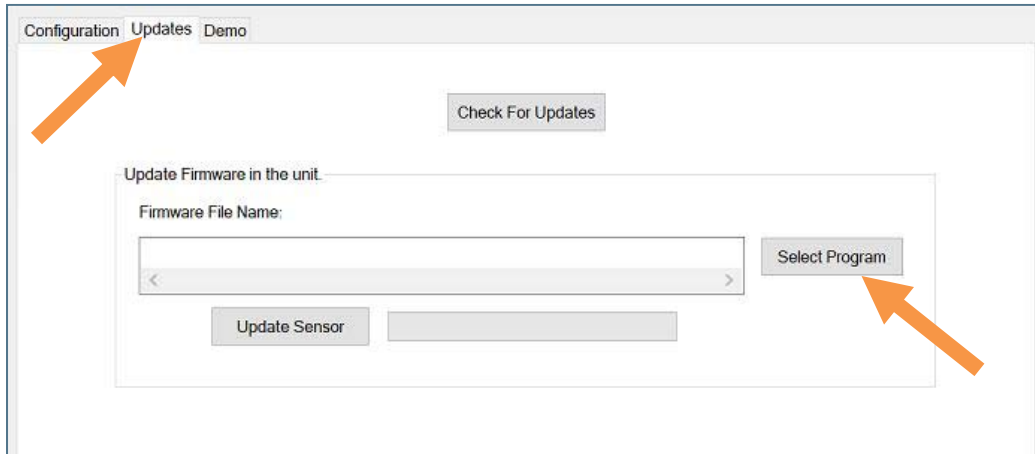 Configuration Updates Demo
Check For Updates
Update Firmware in the unit.
Firmware File Name:
Select Program
Update Sensor